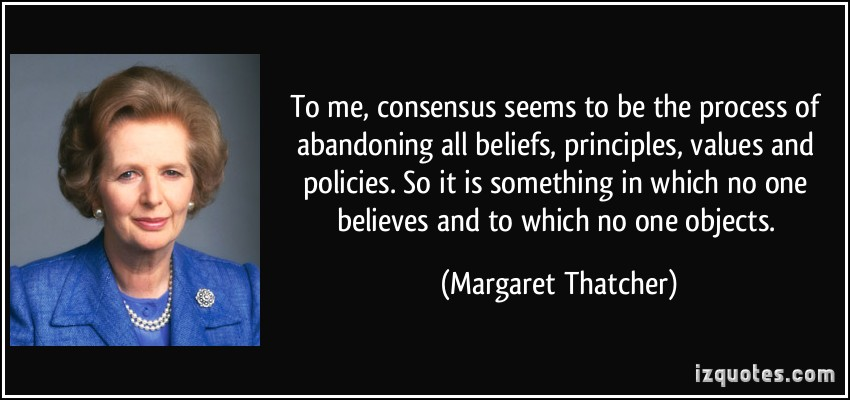 To me, consensus seems to be the process of
abandoning all beliefs, principles, values and
policies. So it is something in which no one
believes and to which no one objects.
(Margaret Thatcher)
izquotes.com